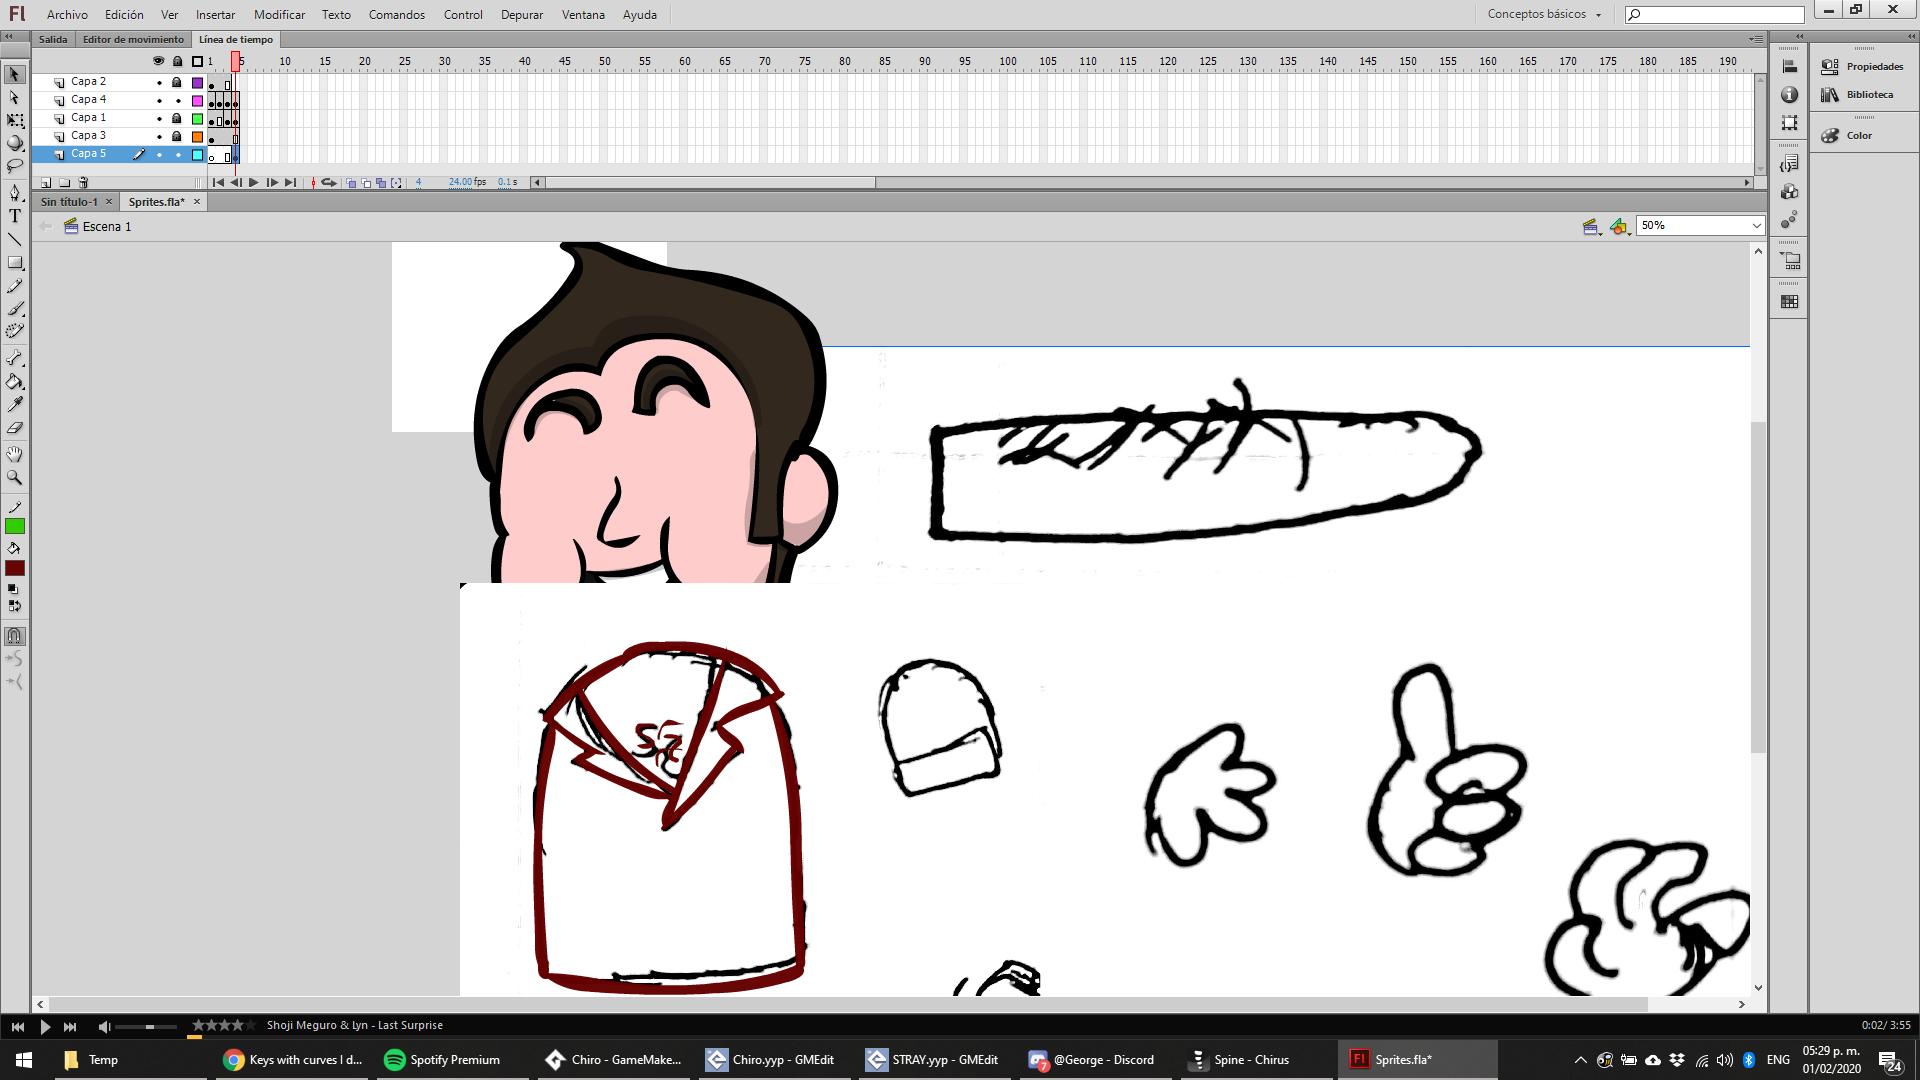 Fl Archivo Edición Ver Insertar Modificar Texto Comandos Control Depurar Ventana Ayuda Conceptos básicos
Salida Editor de movimiento Línea de tiempo
1 5 10 15 20 25 30 35 40 45 50 55 60 65 70 75 80 85 90 95 100 105 110 115 120 125 130 135 140 145 150 155 160 165 170 175 180 185 190
Capa 2
Capa 4
Capa 1
Capa 3
Capa 5
4 24.00 fps 0.1 s
Sin título-1 × Sprites.fla* ×
Escena 1 50%
Propiedades
Biblioteca
Color
Shoji Meguro & Lyn - Last Surprise 0:02/ 3:55
Temp Keys with curves I d... Spotify Premium Chiro - GameMake... Chiro.yyp - GMEdit STRAY.yyp - GMEdit 7 @George - Discord Spine - Chirus Fl Sprites.fla* ENG 05:29 p. m. 24
01/02/2020